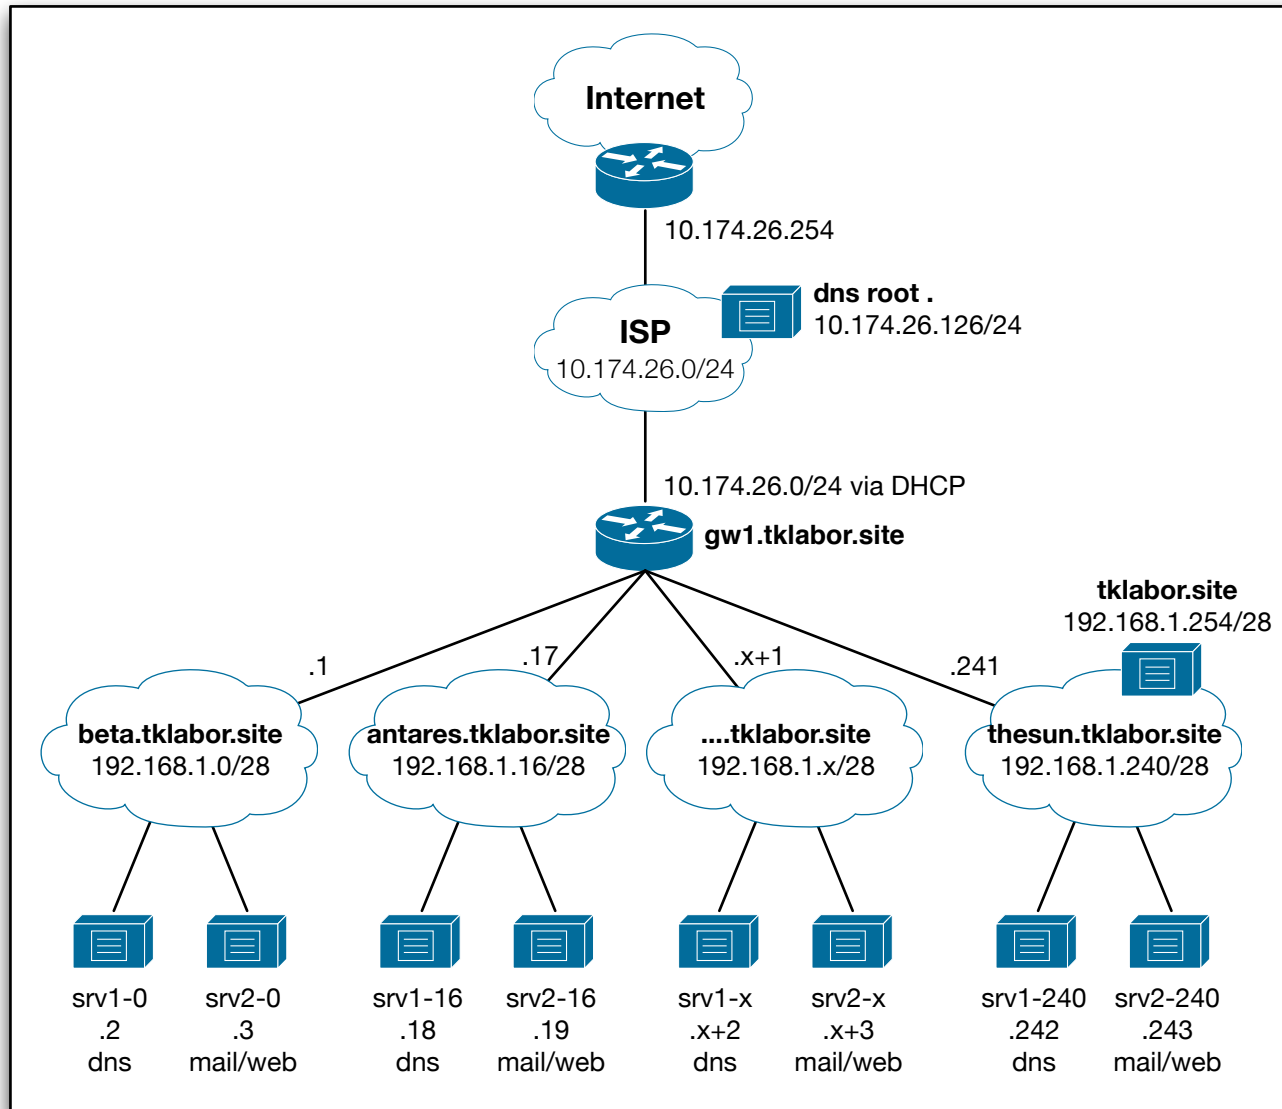 Internet
10.174.26.254
dns root .
10.174.26.126/24
ISP
10.174.26.0/24
10.174.26.0/24 via DHCP
gw1.tklabor.site
tklabor.site
192.168.1.254/28
.1
.17
.x+1
.241
beta.tklabor.site
192.168.1.0/28
antares.tklabor.site
192.168.1.16/28
....tklabor.site
192.168.1.x/28
thesun.tklabor.site
192.168.1.240/28
srv1-0
.2
dns
srv2-0
.3
mail/web
srv1-16
.18
dns
srv2-16
.19
mail/web
srv1-x
.x+2
dns
srv2-x
.x+3
mail/web
srv1-240
.242
dns
srv2-240
.243
mail/web